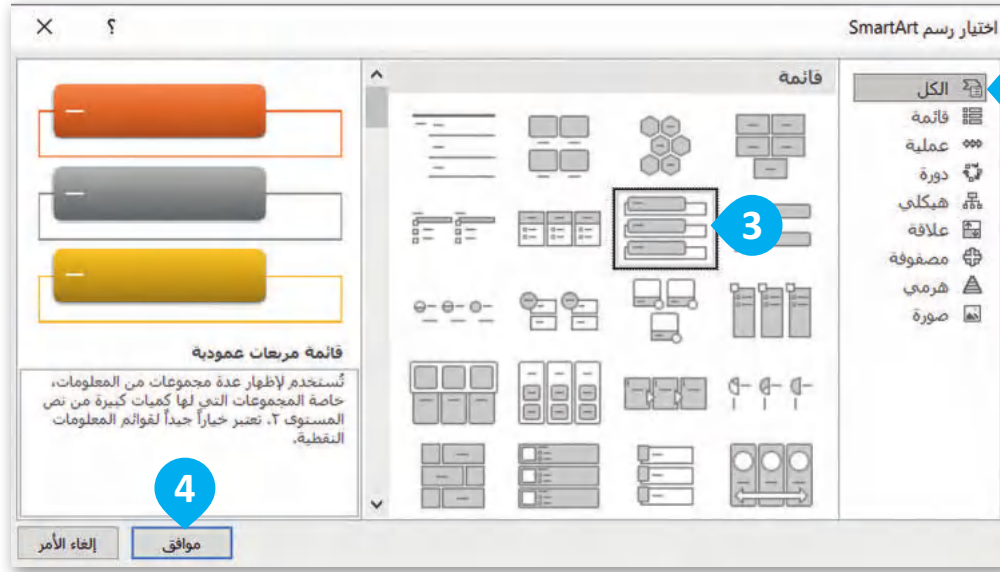 اختيار رسم SmartArt
؟
الكل
قائمة
عملية
دورة
هيكلي
علاقة
مصفوفة
هرمي
صورة
قائمة
3
قائمة مربعات عمودية
تُستخدم لإظهار عدة مجموعات من المعلومات،
خاصة المجموعات التي لها كميات كبيرة من نص
المستوى ٢. تعتبر خياراً جيداً لقوائم المعلومات
النقطية.
4
موافق
إلغاء الأمر